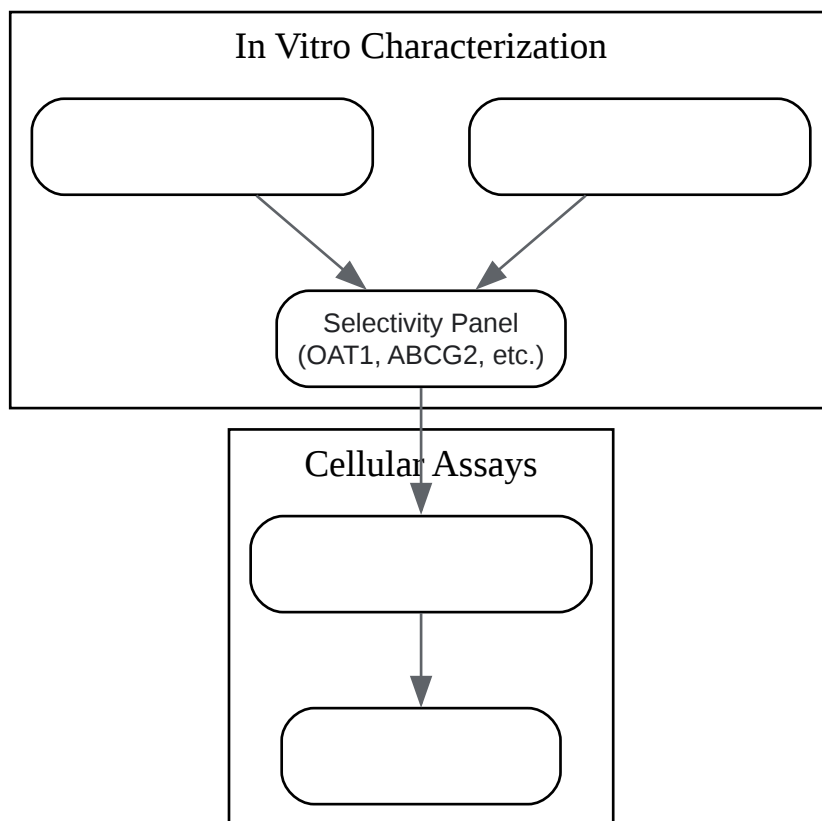 In Vitro Characterization
Selectivity Panel
(OAT1, ABCG2, etc.)
Cellular Assays